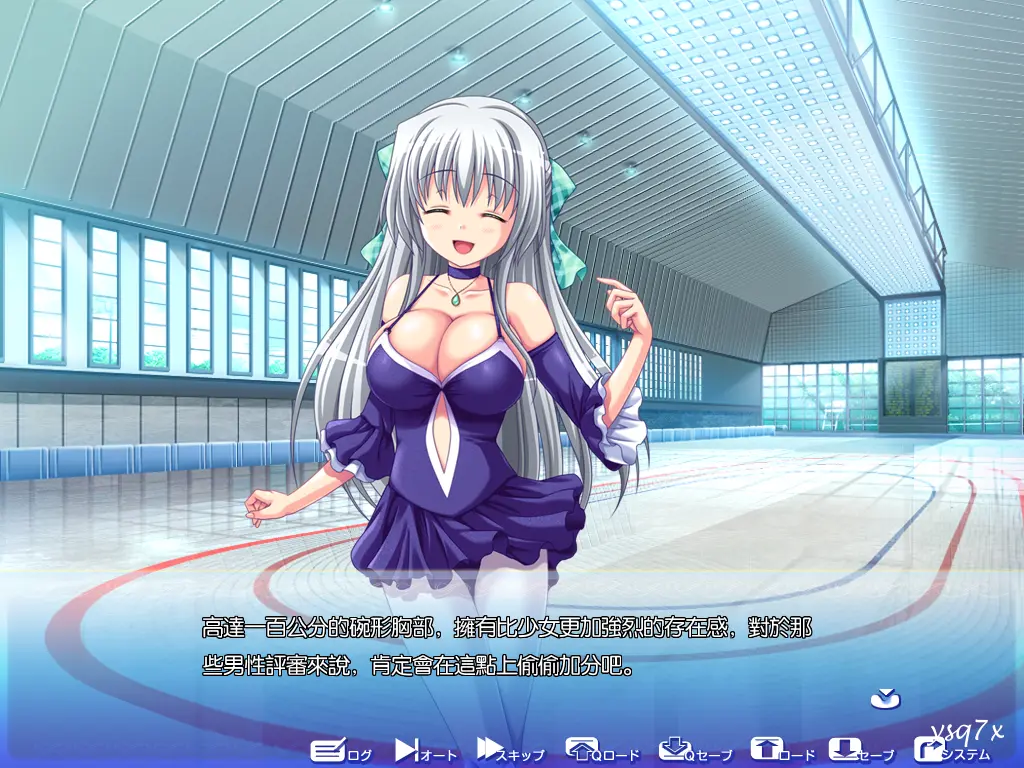 高達一百公分的碗形胸部，擁有比少女更加強烈的存在感，對於那
些男性評審來說，肯定會在這點上偷偷加分吧。
ysq7x
ログ オート スキップ Qロード Qセーブ ロード セーブ システム